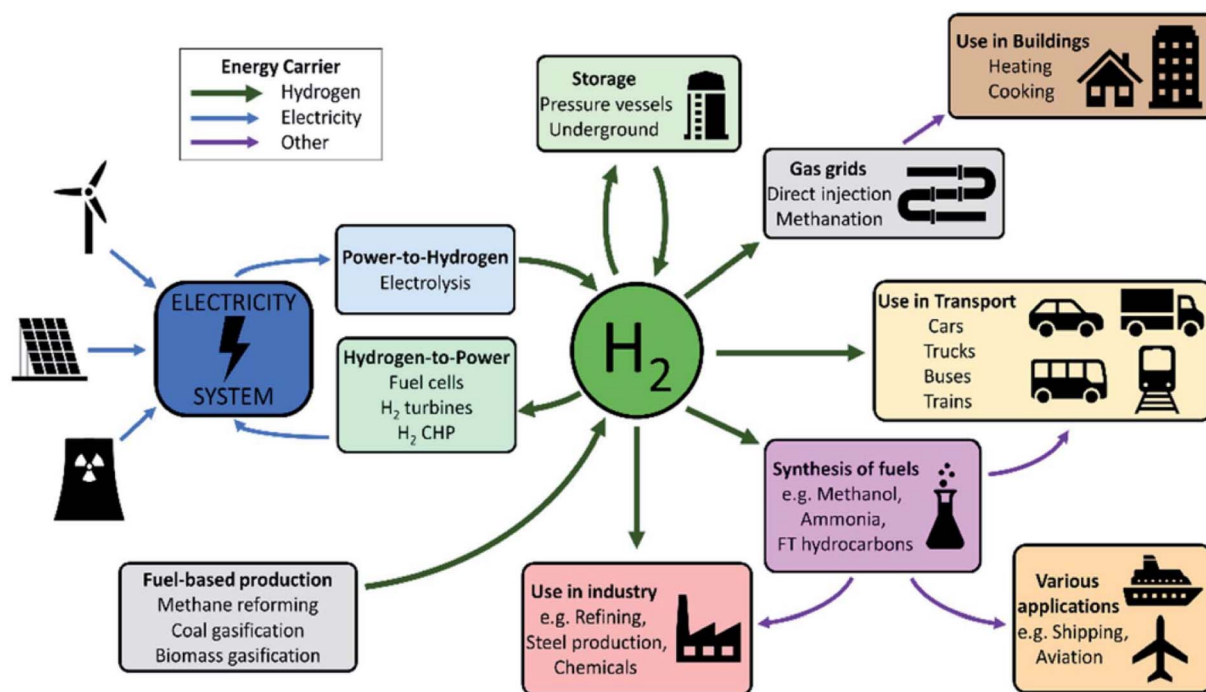 Energy Carrier
Hydrogen
Electricity
Other
Storage
Pressure vessels
Underground
Use in Buildings
Heating
Cooking
Gas grids
Direct injection
Methanation
Power-to-Hydrogen
Electrolysis
ELECTRICITY
SYSTEM
Hydrogen-to-Power
Fuel cells
H₂ turbines
H₂ CHP
H₂
Use in Transport
Cars
Trucks
Buses
Trains
Synthesis of fuels
e.g. Methanol,
Ammonia,
FT hydrocarbons
Fuel-based production
Methane reforming
Coal gasification
Biomass gasification
Use in industry
e.g. Refining,
Steel production,
Chemicals
Various
applications
e.g. Shipping,
Aviation